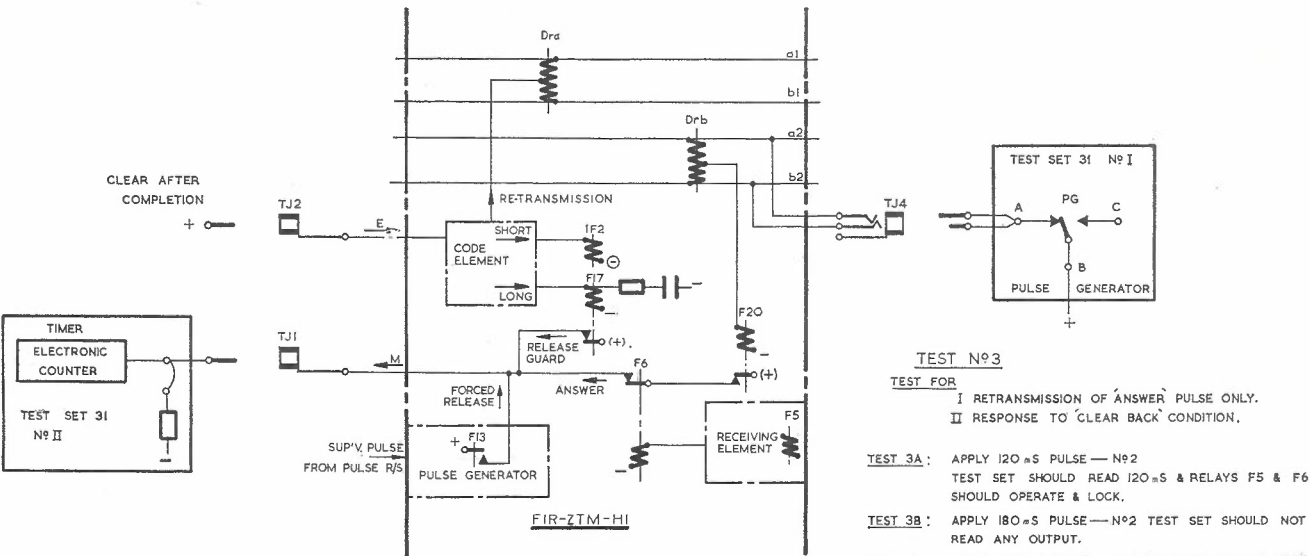 Dra
a1
b1
Drb
a2
b2
CLEAR AFTER
COMPLETION
+
TJ2
E
RE-TRANSMISSION
CODE
ELEMENT
SHORT
LONG
1F2
F17
(+).
RELEASE
GUARD
TIMER
ELECTRONIC
COUNTER
TEST SET 31
Nº II
TJ1
M
FORCED
RELEASE
ANSWER
F6
F20
(+)
SUP'V. PULSE
FROM PULSE R/S
+
F13
PULSE GENERATOR
RECEIVING
ELEMENT
F5
FIR-ZTM-HI
TJ4
TEST SET 31 Nº I
A
PG
C
B
PULSE GENERATOR
+
TEST Nº3
TEST FOR
I RETRANSMISSION OF 'ANSWER' PULSE ONLY.
II RESPONSE TO 'CLEAR BACK' CONDITION.
TEST 3A: APPLY 120 mS PULSE — Nº2
TEST SET SHOULD READ 120 mS & RELAYS F5 & F6
SHOULD OPERATE & LOCK.
TEST 3B: APPLY 180 mS PULSE — Nº2 TEST SET SHOULD NOT
READ ANY OUTPUT.